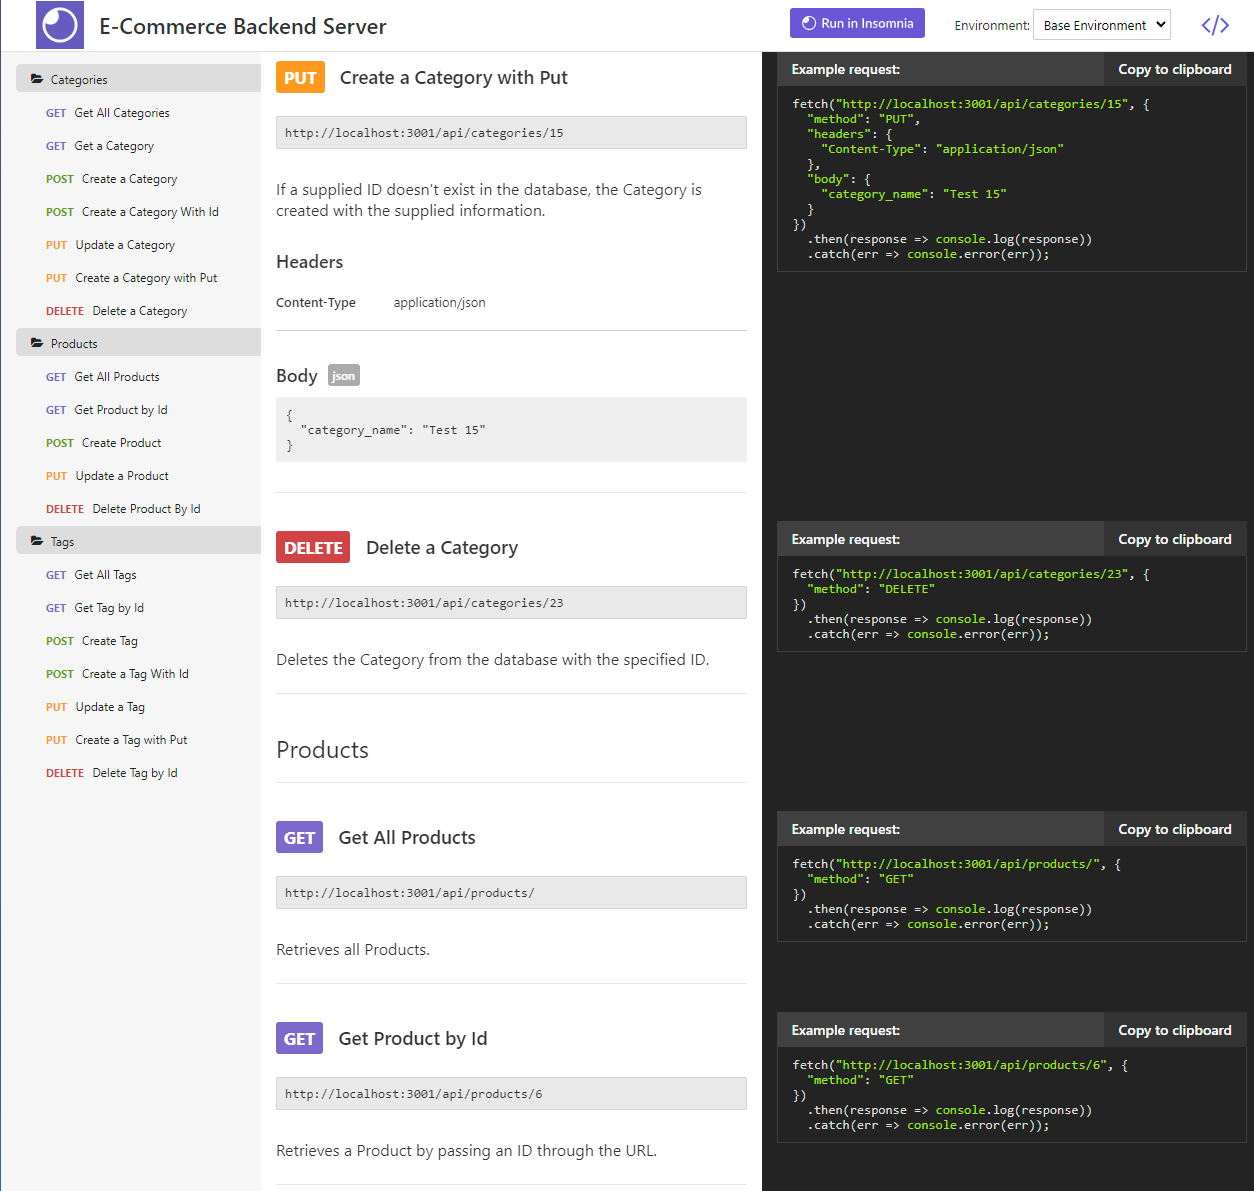 E-Commerce Backend Server
Run in Insomnia
Environment: Base Environment
</>
Categories
GET Get All Categories
GET Get a Category
POST Create a Category
POST Create a Category With Id
PUT Update a Category
PUT Create a Category with Put
DELETE Delete a Category
Products
GET Get All Products
GET Get Product by Id
POST Create Product
PUT Update a Product
DELETE Delete Product By Id
Tags
GET Get All Tags
GET Get Tag by Id
POST Create Tag
POST Create a Tag With Id
PUT Update a Tag
PUT Create a Tag with Put
DELETE Delete Tag by Id
PUT Create a Category with Put
http://localhost:3001/api/categories/15
If a supplied ID doesn't exist in the database, the Category is
created with the supplied information.
Headers
Content-Type application/json
Body json
{
"category_name": "Test 15"
}
DELETE Delete a Category
http://localhost:3001/api/categories/23
Deletes the Category from the database with the specified ID.
Products
GET Get All Products
http://localhost:3001/api/products/
Retrieves all Products.
GET Get Product by Id
http://localhost:3001/api/products/6
Retrieves a Product by passing an ID through the URL.
Example request: Copy to clipboard
fetch("http://localhost:3001/api/categories/15", {
"method": "PUT",
"headers": {
"Content-Type": "application/json"
},
"body": {
"category_name": "Test 15"
}
})
.then(response => console.log(response))
.catch(err => console.error(err));
Example request: Copy to clipboard
fetch("http://localhost:3001/api/categories/23", {
"method": "DELETE"
})
.then(response => console.log(response))
.catch(err => console.error(err));
Example request: Copy to clipboard
fetch("http://localhost:3001/api/products/", {
"method": "GET"
})
.then(response => console.log(response))
.catch(err => console.error(err));
Example request: Copy to clipboard
fetch("http://localhost:3001/api/products/6", {
"method": "GET"
})
.then(response => console.log(response))
.catch(err => console.error(err));